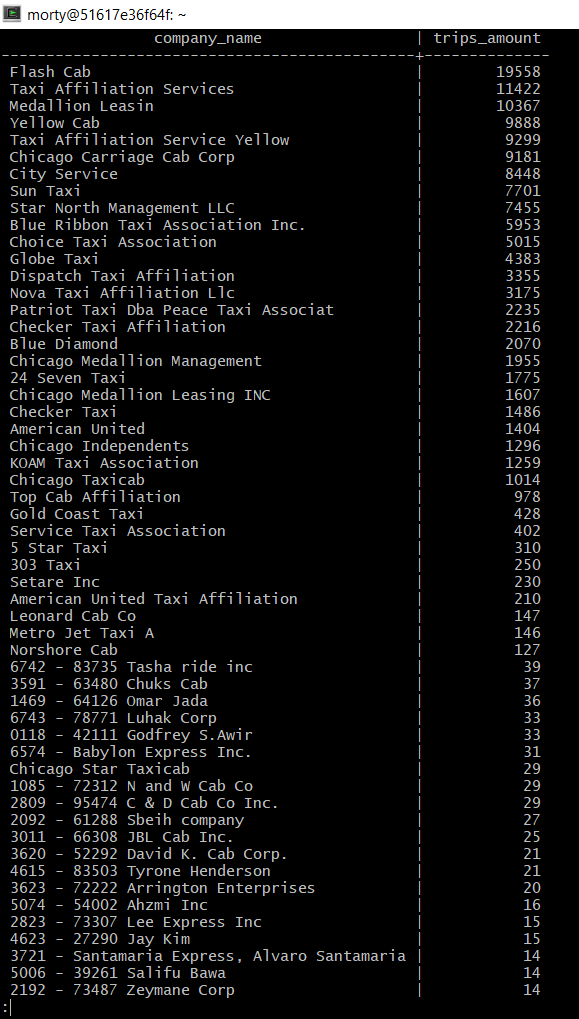 morty@51617e36f64f: ~
company_name | trips_amount
----------------------------------------------+--------------
Flash Cab | 19558
Taxi Affiliation Services | 11422
Medallion Leasin | 10367
Yellow Cab | 9888
Taxi Affiliation Service Yellow | 9299
Chicago Carriage Cab Corp | 9181
City Service | 8448
Sun Taxi | 7701
Star North Management LLC | 7455
Blue Ribbon Taxi Association Inc. | 5953
Choice Taxi Association | 5015
Globe Taxi | 4383
Dispatch Taxi Affiliation | 3355
Nova Taxi Affiliation Llc | 3175
Patriot Taxi Dba Peace Taxi Associat | 2235
Checker Taxi Affiliation | 2216
Blue Diamond | 2070
Chicago Medallion Management | 1955
24 Seven Taxi | 1775
Chicago Medallion Leasing INC | 1607
Checker Taxi | 1486
American United | 1404
Chicago Independents | 1296
KOAM Taxi Association | 1259
Chicago Taxicab | 1014
Top Cab Affiliation | 978
Gold Coast Taxi | 428
Service Taxi Association | 402
5 Star Taxi | 310
303 Taxi | 250
Setare Inc | 230
American United Taxi Affiliation | 210
Leonard Cab Co | 147
Metro Jet Taxi A | 146
Norshore Cab | 127
6742 - 83735 Tasha ride inc | 39
3591 - 63480 Chuks Cab | 37
1469 - 64126 Omar Jada | 36
6743 - 78771 Luhak Corp | 33
0118 - 42111 Godfrey S.Awir | 33
6574 - Babylon Express Inc. | 31
Chicago Star Taxicab | 29
1085 - 72312 N and W Cab Co | 29
2809 - 95474 C & D Cab Co Inc. | 29
2092 - 61288 Sbeih company | 27
3011 - 66308 JBL Cab Inc. | 25
3620 - 52292 David K. Cab Corp. | 21
4615 - 83503 Tyrone Henderson | 21
3623 - 72222 Arrington Enterprises | 20
5074 - 54002 Ahzmi Inc | 16
2823 - 73307 Lee Express Inc | 15
4623 - 27290 Jay Kim | 15
3721 - Santamaria Express, Alvaro Santamaria | 14
5006 - 39261 Salifu Bawa | 14
2192 - 73487 Zeymane Corp | 14
: